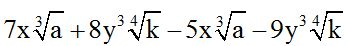 7x∛a + 8y³∜k − 5x∛a − 9y³∜k